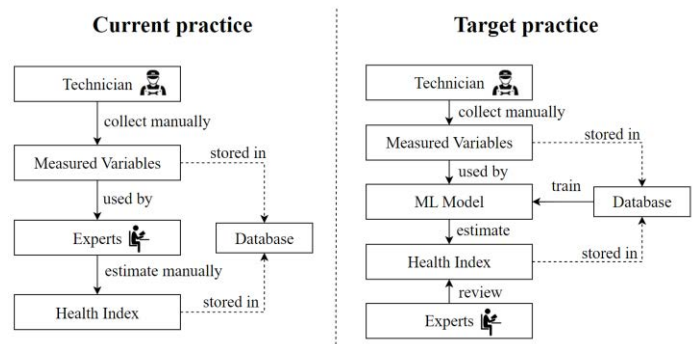 Current practice
Technician
collect manually
Measured Variables
stored in
used by
Experts
Database
estimate manually
Health Index
stored in
Target practice
Technician
collect manually
Measured Variables
stored in
used by
ML Model
train
Database
estimate
Health Index
stored in
review
Experts